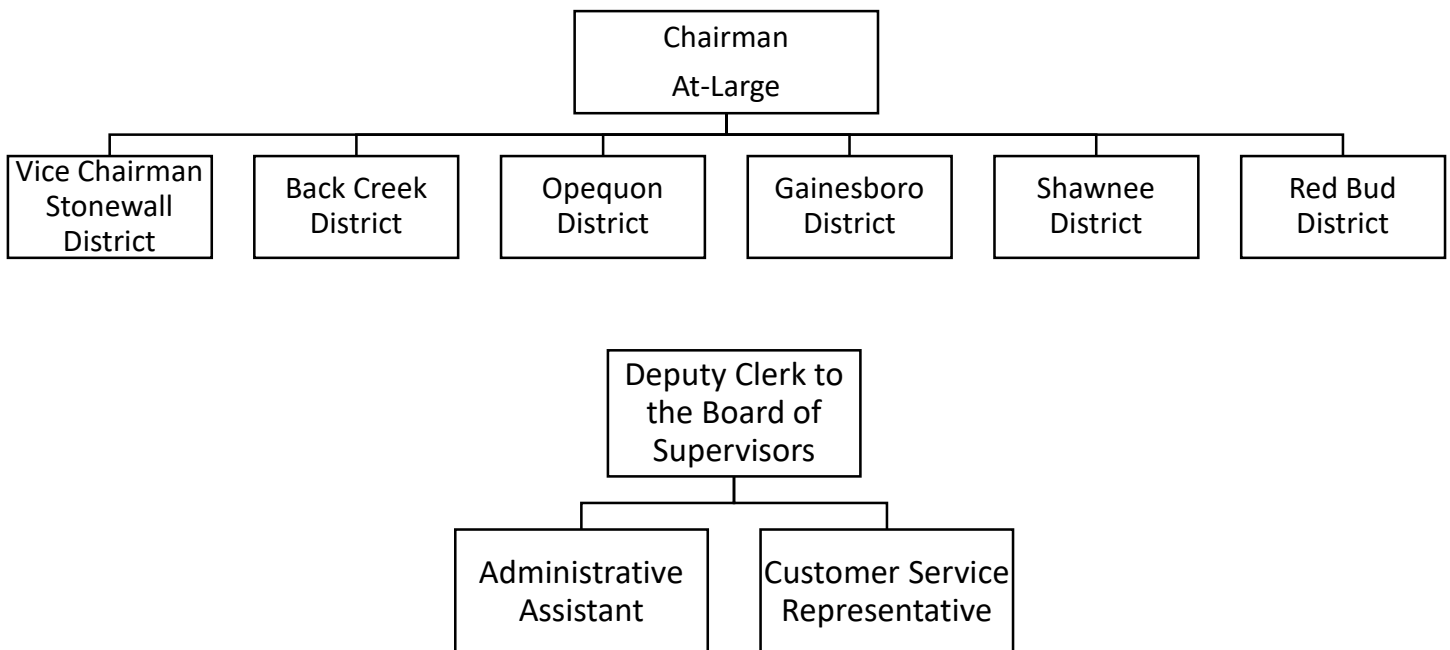 Chairman
At-Large
Vice Chairman
Stonewall
District
Back Creek
District
Opequon
District
Gainesboro
District
Shawnee
District
Red Bud
District
Deputy Clerk to
the Board of
Supervisors
Administrative
Assistant
Customer Service
Representative